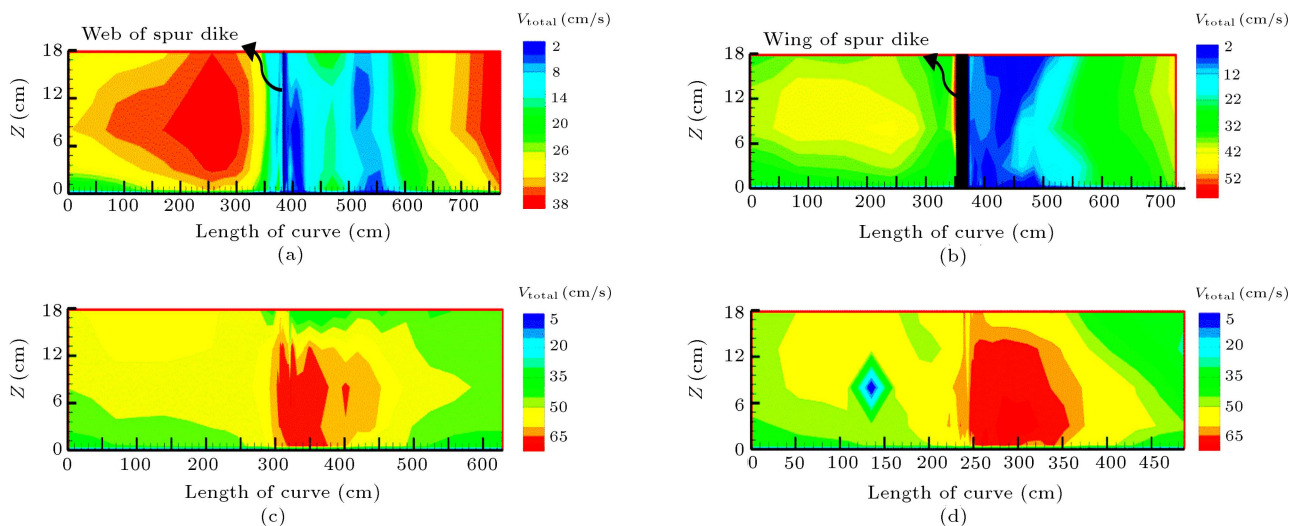 Web of spur dike
V_total (cm/s)
18
12
6
0
Z (cm)
0 100 200 300 400 500 600 700
Length of curve (cm)
(a)
2
8
14
20
26
32
38
Wing of spur dike
V_total (cm/s)
18
12
6
0
Z (cm)
0 100 200 300 400 500 600 700
Length of curve (cm)
(b)
2
12
22
32
42
52
V_total (cm/s)
18
12
6
0
Z (cm)
0 100 200 300 400 500 600
Length of curve (cm)
(c)
5
20
35
50
65
V_total (cm/s)
18
12
6
0
Z (cm)
0 50 100 150 200 250 300 350 400 450
Length of curve (cm)
(d)
5
20
35
50
65